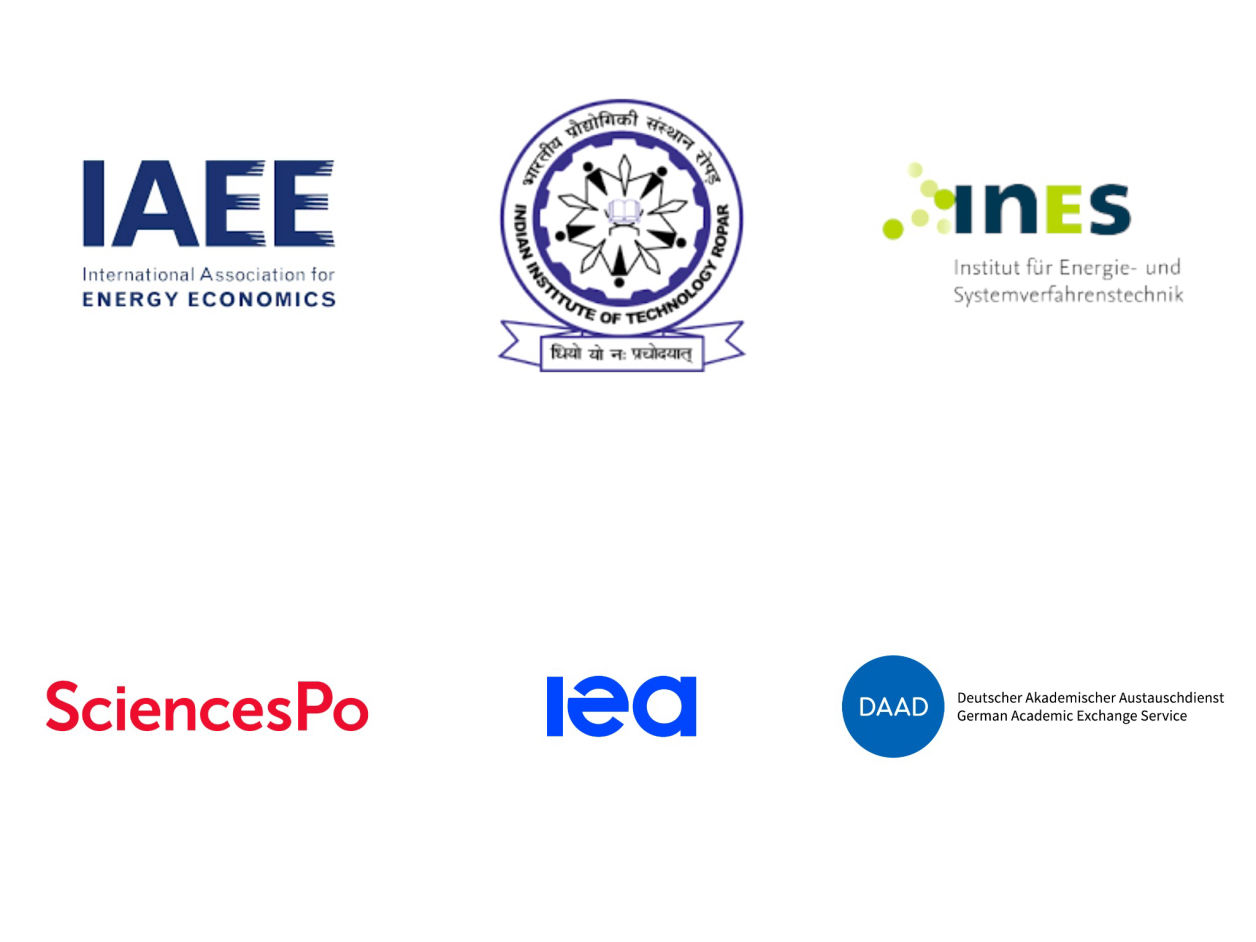 IAEE
International Association for
ENERGY ECONOMICS
भारतीय प्रौद्योगिकी संस्थान रोपड़
INDIAN INSTITUTE OF TECHNOLOGY ROPAR
धियो यो नः प्रचोदयात्
INES
Institut für Energie- und
Systemverfahrenstechnik
SciencesPo
iea
DAAD
Deutscher Akademischer Austauschdienst
German Academic Exchange Service